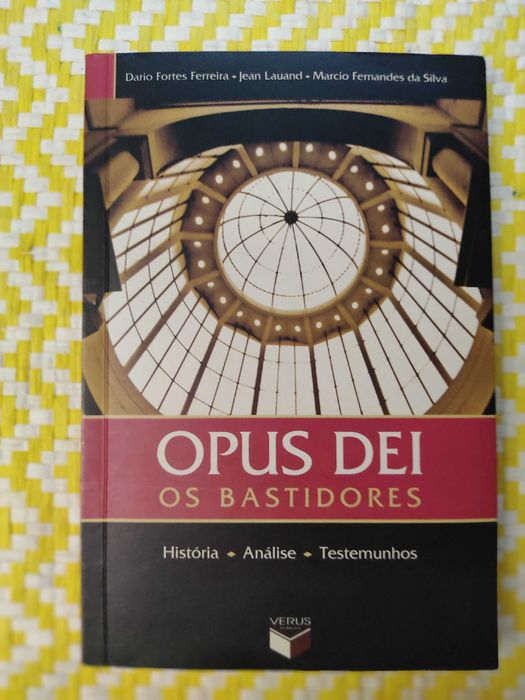 Dario Fortes Ferreira • Jean Lauand • Marcio Fernandes da Silva
OPUS DEI
OS BASTIDORES
História • Análise • Testemunhos
VERUS